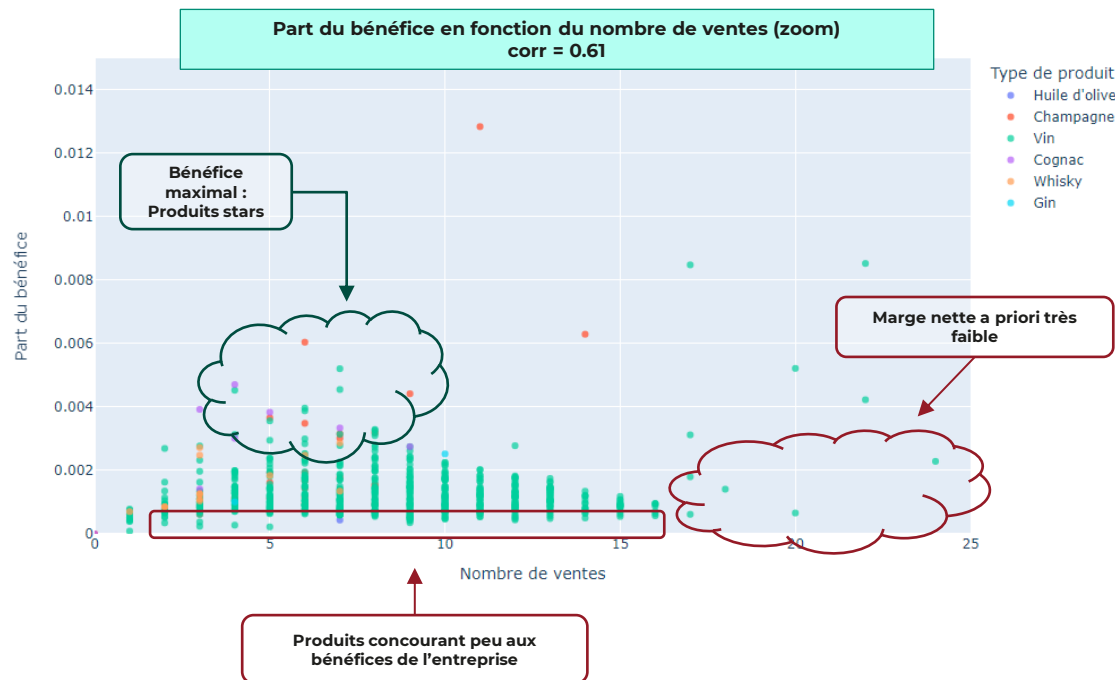 Part du bénéfice en fonction du nombre de ventes (zoom)
corr = 0.61
Type de produit
Huile d'olive
Champagne
Vin
Cognac
Whisky
Gin
0.014
0.012
0.01
0.008
0.006
0.004
0.002
0
Part du bénéfice
Bénéfice
maximal :
Produits stars
Marge nette a priori très
faible
0
5
10
15
20
25
Nombre de ventes
Produits concourant peu aux
bénéfices de l'entreprise